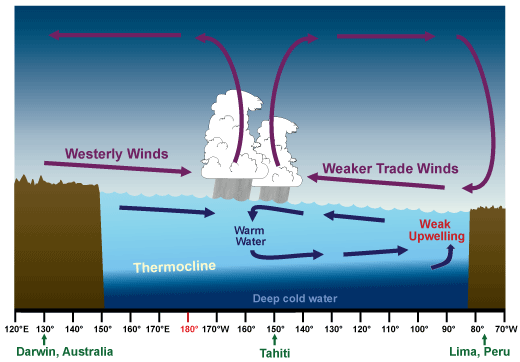 Westerly Winds
Weaker Trade Winds
Warm
Water
Weak
Upwelling
Thermocline
Deep cold water
120°E 130° 150° 160° 170°E 180° 170°W 160° 150° 140° 130° 120° 110° 100° 90° 80° 70°W
Darwin, Australia Tahiti Lima, Peru